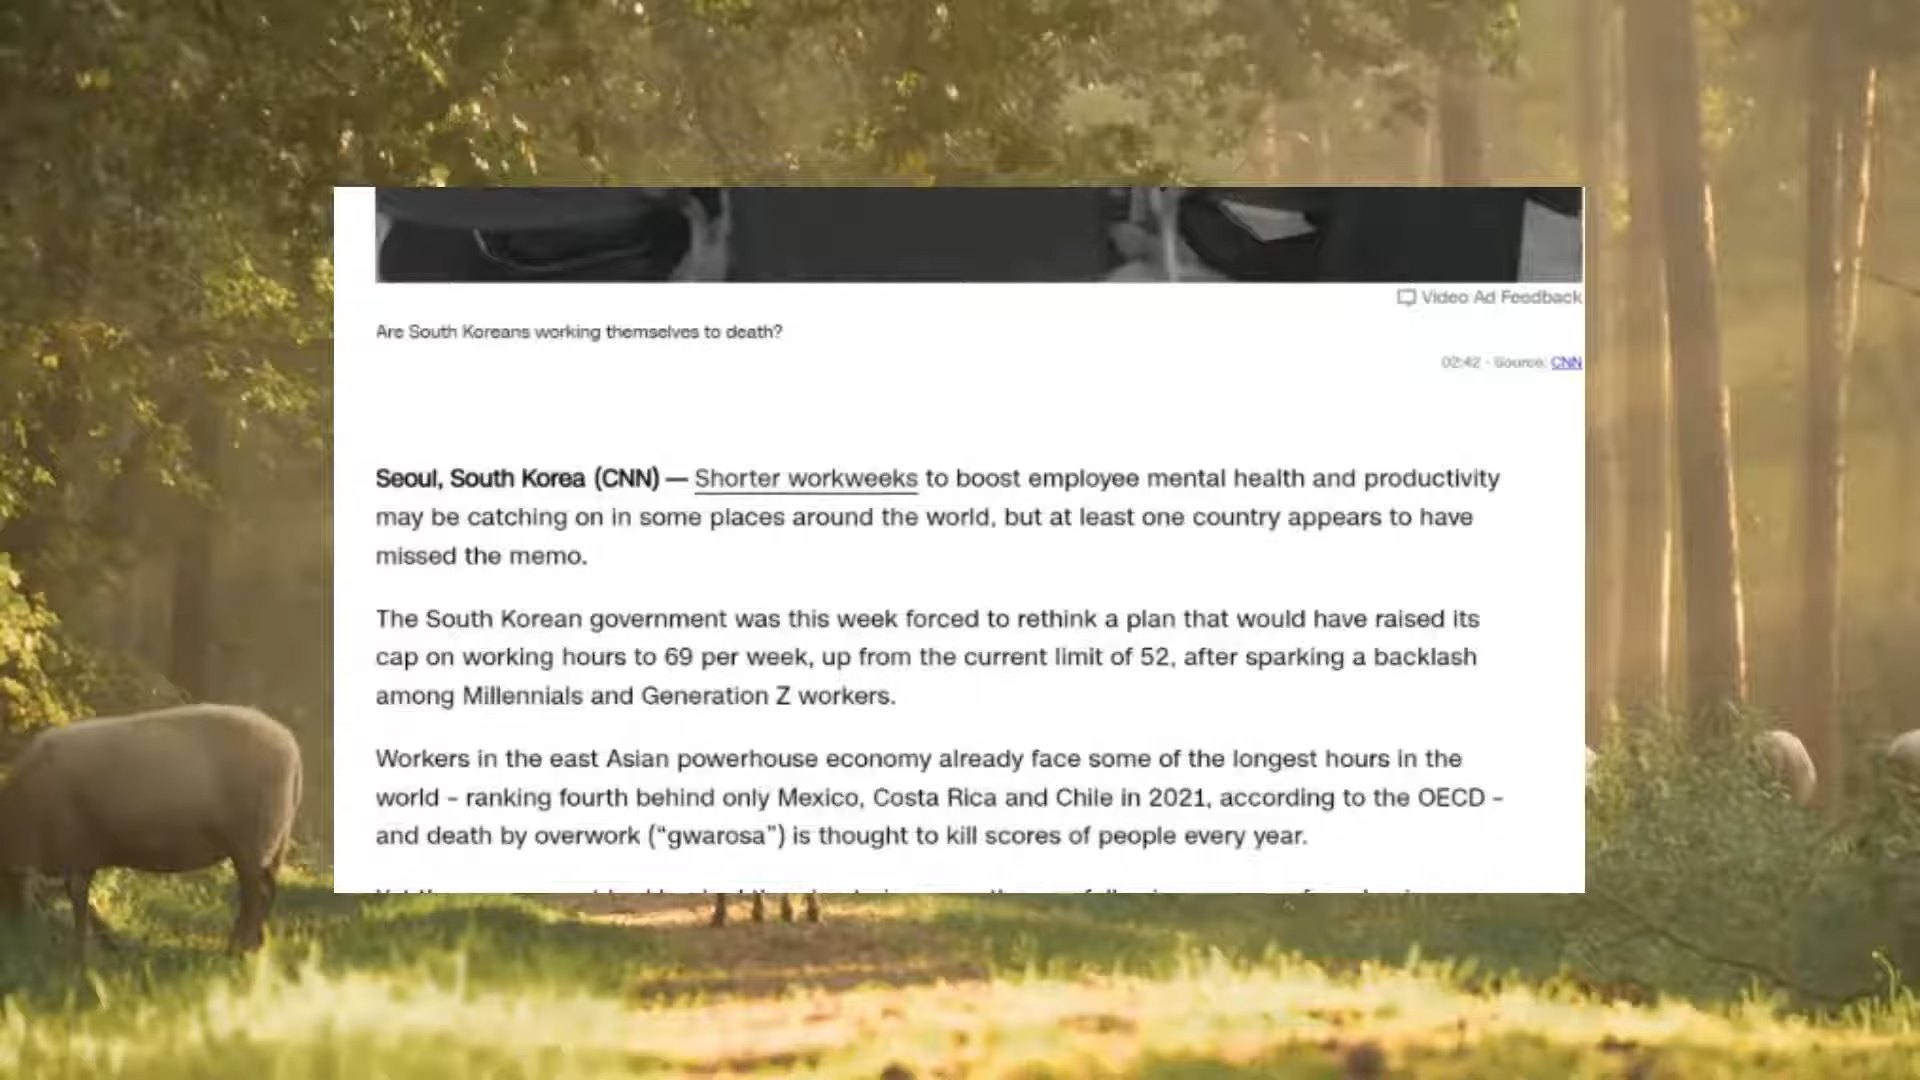 Video Ad Feedback
Are South Koreans working themselves to death?
02:42 - Source: CNN
Seoul, South Korea (CNN) — Shorter workweeks to boost employee mental health and productivity
may be catching on in some places around the world, but at least one country appears to have
missed the memo.
The South Korean government was this week forced to rethink a plan that would have raised its
cap on working hours to 69 per week, up from the current limit of 52, after sparking a backlash
among Millennials and Generation Z workers.
Workers in the east Asian powerhouse economy already face some of the longest hours in the
world – ranking fourth behind only Mexico, Costa Rica and Chile in 2021, according to the OECD –
and death by overwork (“gwarosa”) is thought to kill scores of people every year.